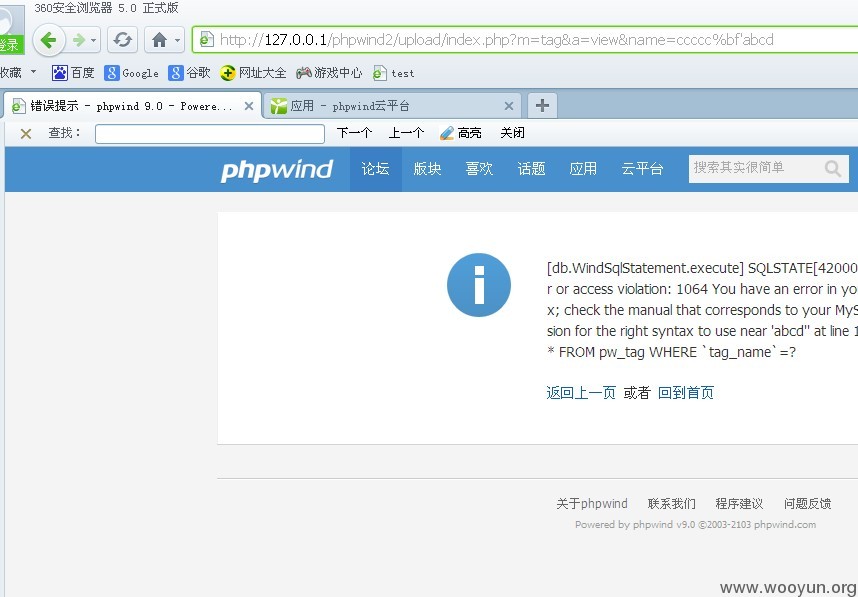 360安全浏览器 5.0 正式版
登录
http://127.0.0.1/phpwind2/upload/index.php?m=tag&a=view&name=ccccc%bf'abcd
收藏 百度 Google 谷歌 网址大全 游戏中心 test
错误提示 - phpwind 9.0 - Powere... 应用 - phpwind云平台
查找： 下一个 上一个 高亮 关闭
phpwind 论坛 版块 喜欢 话题 应用 云平台 搜索其实很简单
[db.WindSqlStatement.execute] SQLSTATE[42000
r or access violation: 1064 You have an error in yo
x; check the manual that corresponds to your MyS
sion for the right syntax to use near 'abcd'' at line 1
* FROM pw_tag WHERE `tag_name`=?
返回上一页 或者 回到首页
关于phpwind 联系我们 程序建议 问题反馈
Powered by phpwind v9.0 ©2003-2103 phpwind.com
www.wooyun.org